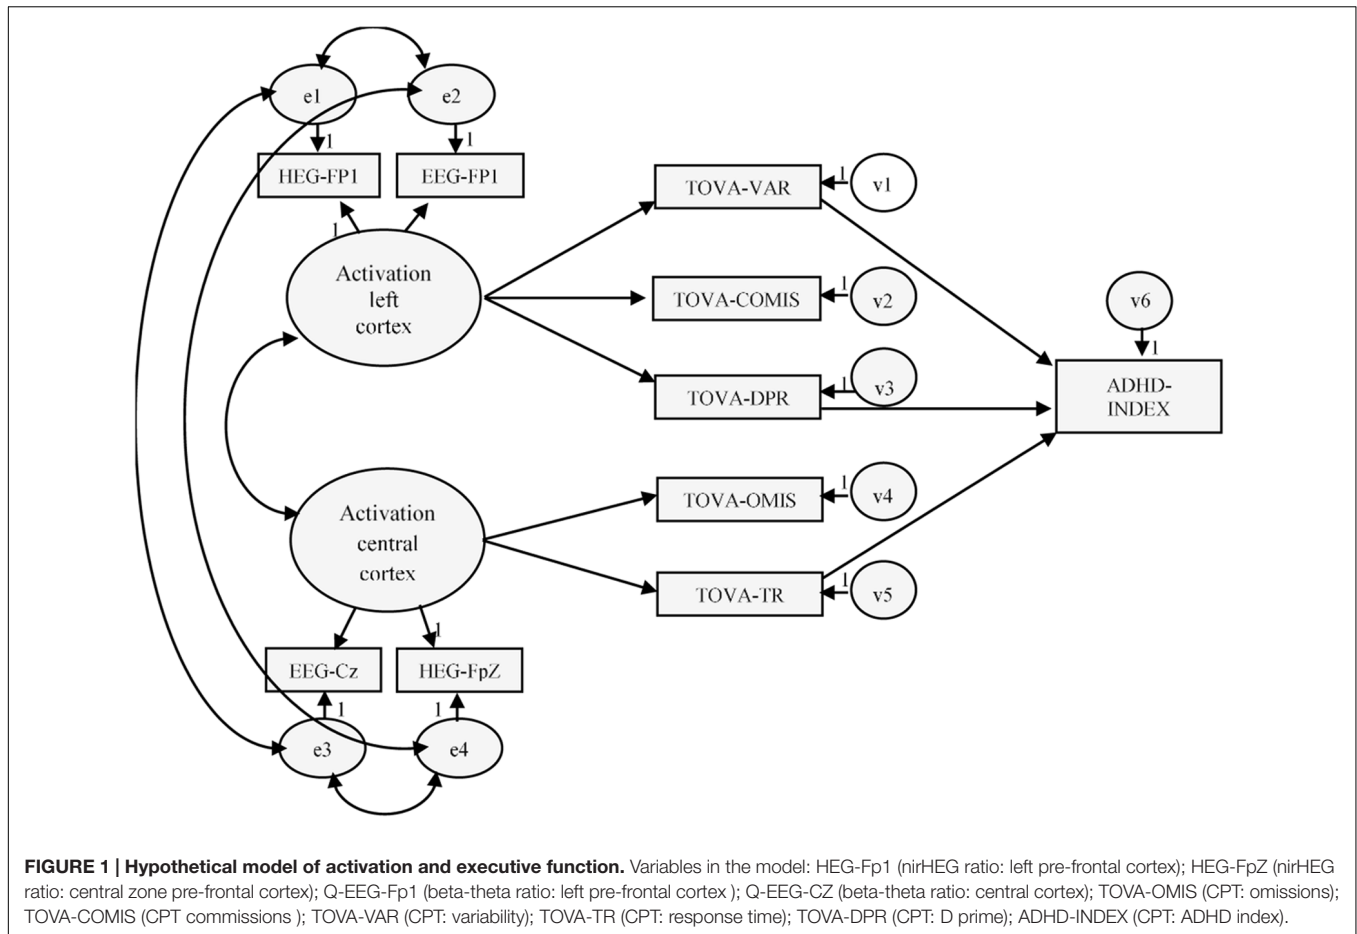 e1
e2
1
1
HEG-FP1
EEG-FP1
1
Activation
left
cortex
TOVA-VAR
1
v1
TOVA-COMIS
1
v2
TOVA-DPR
1
v3
v6
1
ADHD-
INDEX
Activation
central
cortex
TOVA-OMIS
1
v4
TOVA-TR
1
v5
1
EEG-Cz
HEG-FpZ
1
1
e3
e4
FIGURE 1 | Hypothetical model of activation and executive function. Variables in the model: HEG-Fp1 (nirHEG ratio: left pre-frontal cortex); HEG-FpZ (nirHEG
ratio: central zone pre-frontal cortex); Q-EEG-Fp1 (beta-theta ratio: left pre-frontal cortex ); Q-EEG-CZ (beta-theta ratio: central cortex); TOVA-OMIS (CPT: omissions);
TOVA-COMIS (CPT commissions ); TOVA-VAR (CPT: variability); TOVA-TR (CPT: response time); TOVA-DPR (CPT: D prime); ADHD-INDEX (CPT: ADHD index).